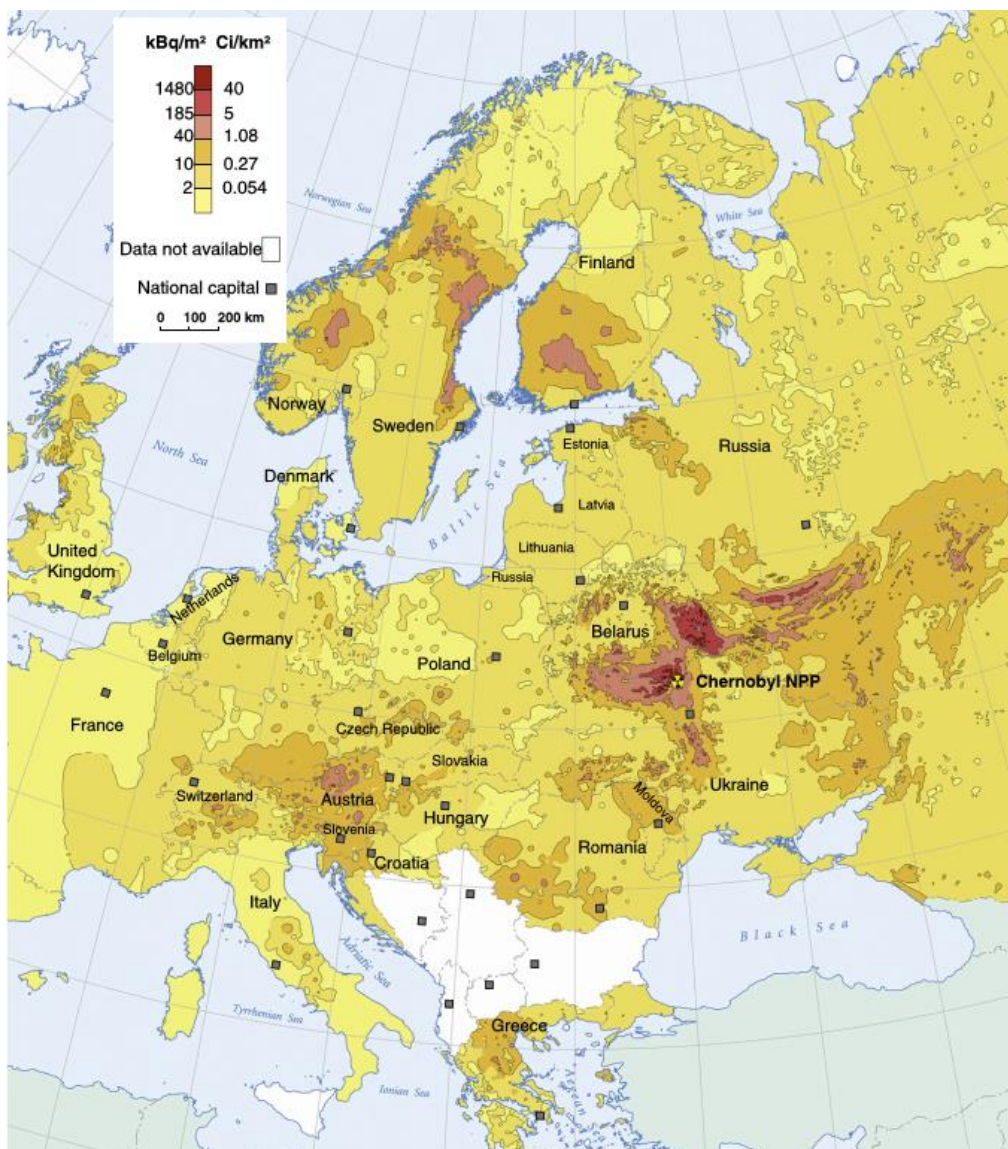 kBq/m² Ci/km²
1480 40
185 5
40 1.08
10 0.27
2 0.054
Data not available
National capital
0 100 200 km
Norwegian Sea
White Sea
Finland
Norway
Sweden
Estonia
Russia
North Sea
Denmark
Baltic Sea
Latvia
Lithuania
Russia
United
Kingdom
Netherlands
Germany
Belgium
Poland
Belarus
Chernobyl NPP
France
Czech Republic
Slovakia
Ukraine
Switzerland
Austria
Hungary
Moldova
Slovenia
Croatia
Romania
Italy
Adriatic Sea
Black Sea
Tyrrhenian Sea
Greece
Ionian Sea
Aegean Sea